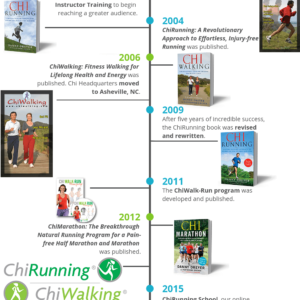 Instructor Training to begin
reaching a greater audience.
2004
ChiRunning: A Revolutionary
Approach to Effortless, Injury-free
Running was published.
CHI
RUNNING
2006
ChiWalking: Fitness Walking for
Lifelong Health and Energy was
published. Chi Headquarters moved
to Asheville, NC.
CHI
WALKING
ChiWalking
2009
After five years of incredible success,
the ChiRunning book was revised
and rewritten.
CHI
RUNNING
2011
The ChiWalk-Run program was
developed and published.
2012
ChiMarathon: The Breakthrough
Natural Running Program for a Pain-
free Half Marathon and Marathon
was published.
CHI
MARATHON
DANNY DREYER
ChiRunning®
ChiWalking®
2015
ChiRunning School, our online